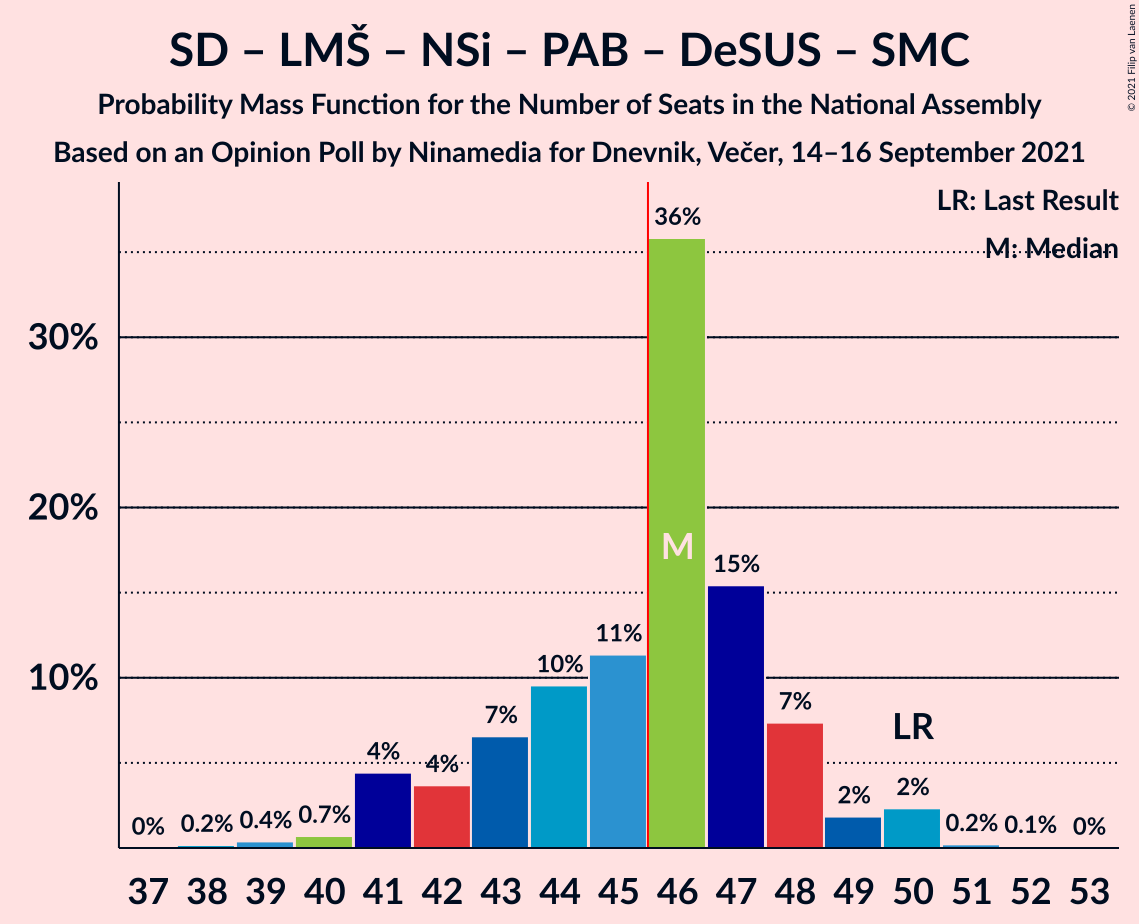 SD – LMŠ – NSi – PAB – DeSUS – SMC
Probability Mass Function for the Number of Seats in the National Assembly
Based on an Opinion Poll by Ninamedia for Dnevnik, Večer, 14–16 September 2021
© 2021 Filip van Laenen
LR: Last Result
M: Median
30%
20%
10%
0%
0.2%
0.4%
0.7%
4%
4%
7%
10%
11%
36%
M
15%
7%
2%
LR
2%
0.2%
0.1%
0%
37 38 39 40 41 42 43 44 45 46 47 48 49 50 51 52 53